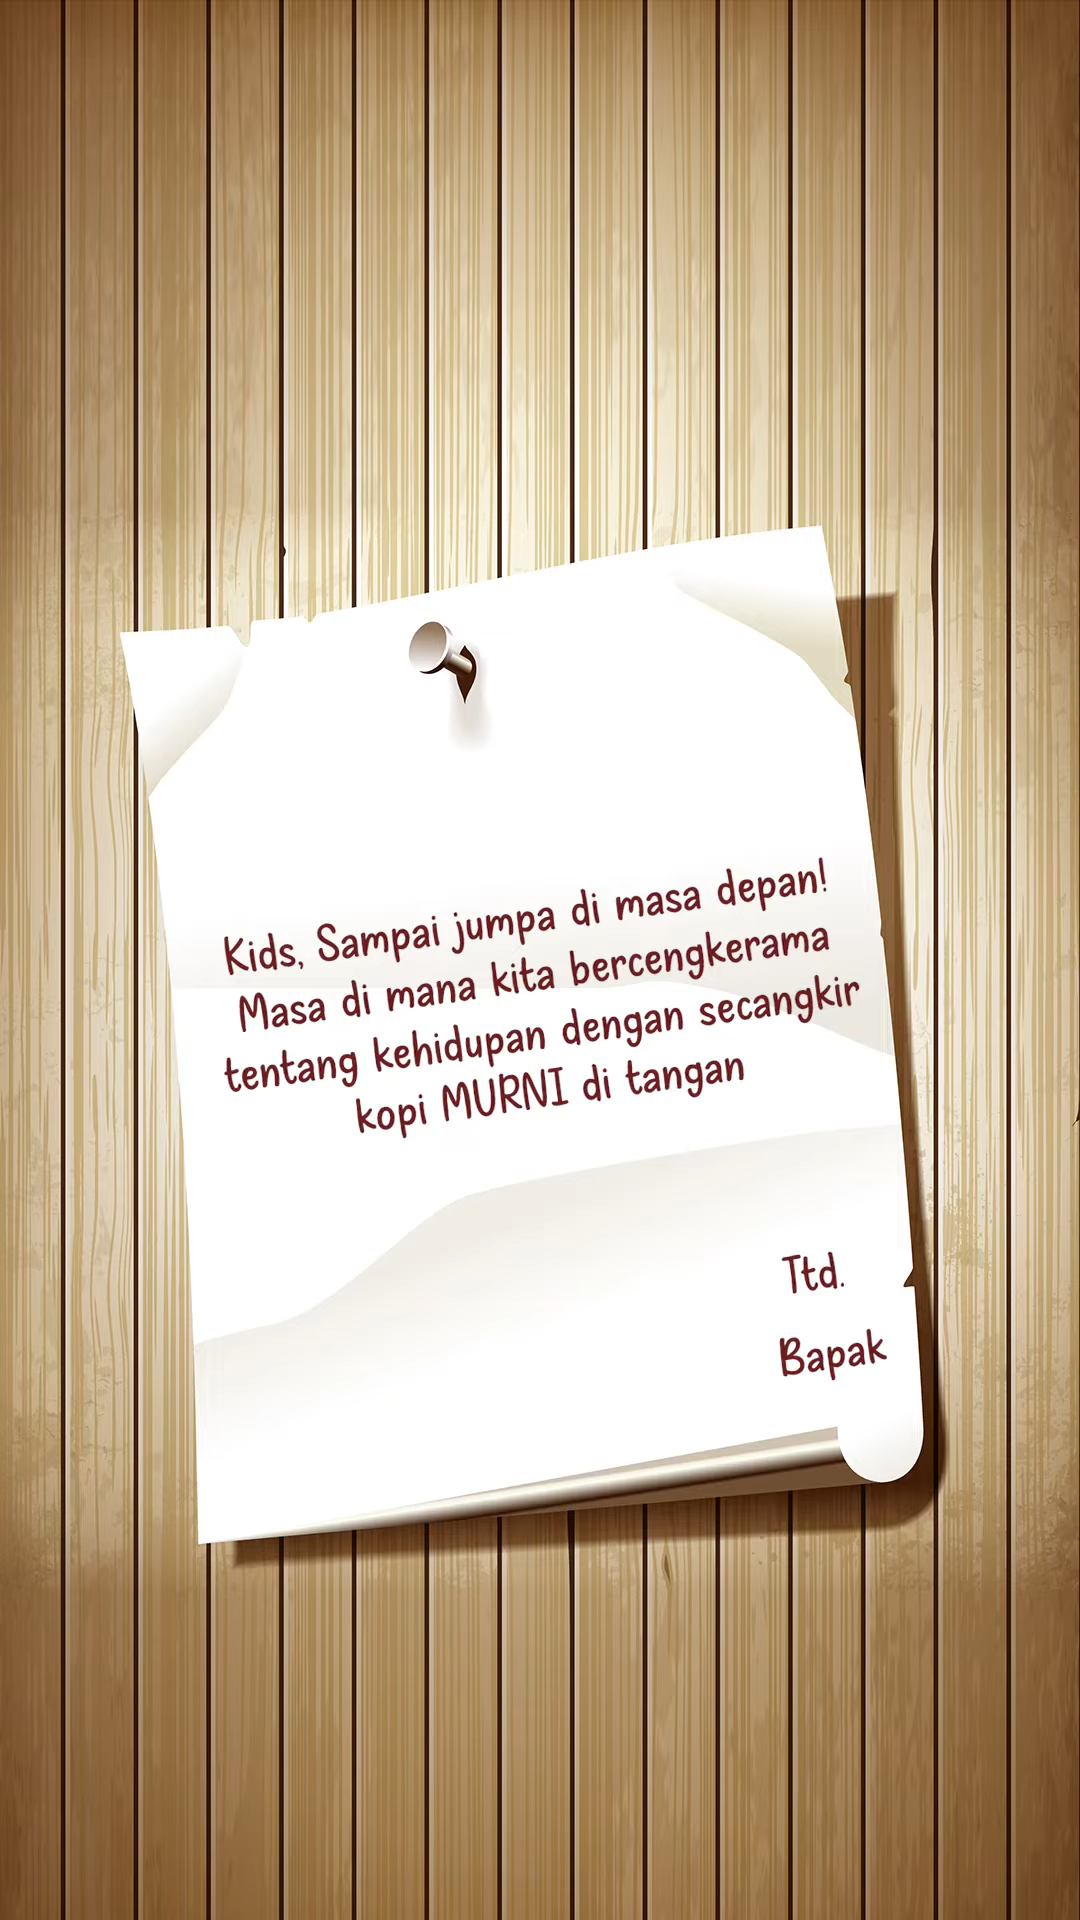 Kids, Sampai jumpa di masa depan!
Masa di mana kita bercengkerama
tentang kehidupan dengan secangkir
kopi MURNI di tangan
Ttd.
Bapak